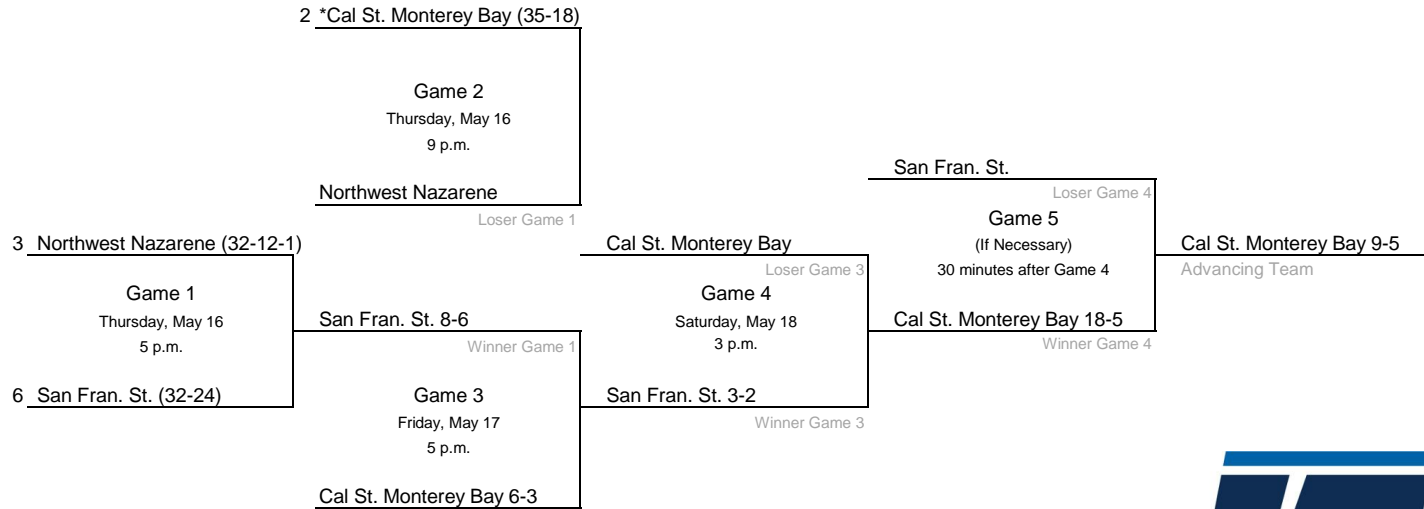 2 *Cal St. Monterey Bay (35-18)
Game 2
Thursday, May 16
9 p.m.
Northwest Nazarene
Loser Game 1
3 Northwest Nazarene (32-12-1)
Game 1
Thursday, May 16
5 p.m.
6 San Fran. St. (32-24)
San Fran. St. 8-6
Winner Game 1
Game 3
Friday, May 17
5 p.m.
Cal St. Monterey Bay 6-3
Cal St. Monterey Bay
Loser Game 3
Game 4
Saturday, May 18
3 p.m.
San Fran. St. 3-2
Winner Game 3
San Fran. St.
Loser Game 4
Game 5
(If Necessary)
30 minutes after Game 4
Cal St. Monterey Bay 18-5
Winner Game 4
Cal St. Monterey Bay 9-5
Advancing Team